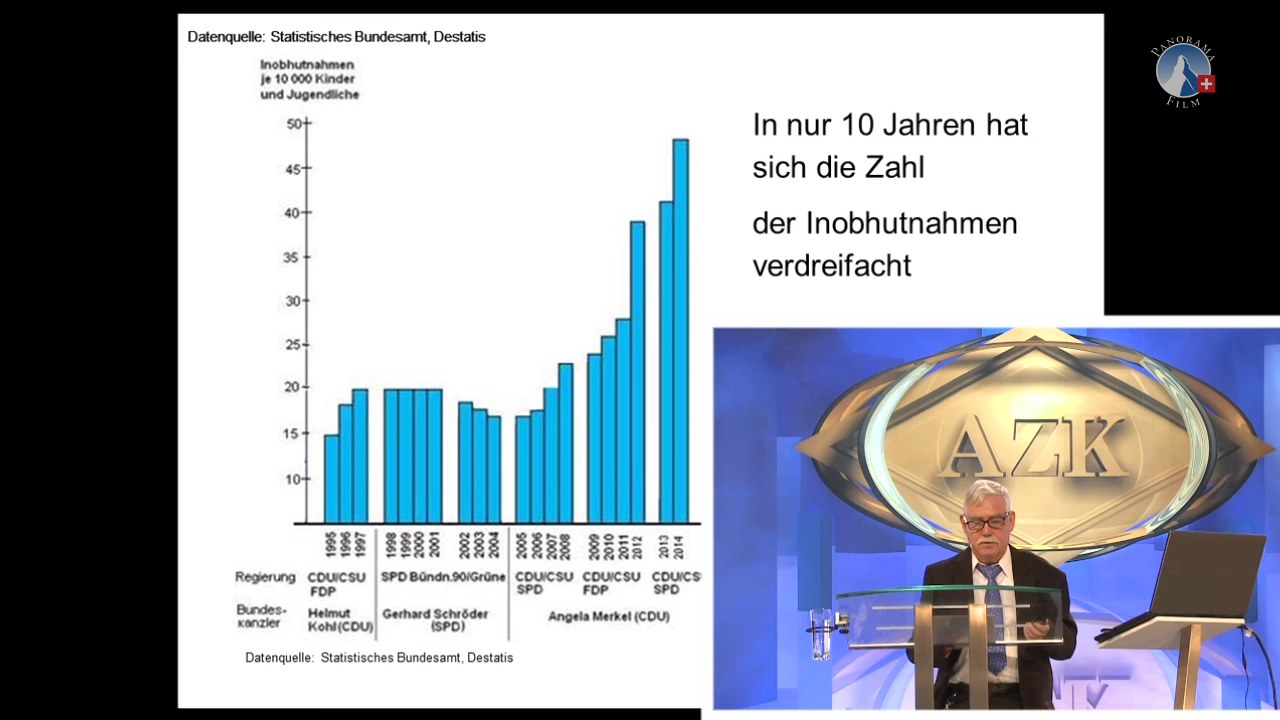 Datenquelle: Statistisches Bundesamt, Destatis
Inobhutnahmen
je 10 000 Kinder
und Jugendliche
50
45
40
35
30
25
20
15
10
1995 1996 1997 1998 1999 2000 2001 2002 2003 2004 2005 2006 2007 2008 2009 2010 2011 2012 2013 2014
Regierung CDU/CSU SPD Bündn.90/Grüne CDU/CSU CDU/CSU CDU/CS
FDP SPD FDP SPD
Bundes- Helmut Gerhard Schröder Angela Merkel (CDU)
kanzler Kohl(CDU) (SPD)
Datenquelle: Statistisches Bundesamt, Destatis
In nur 10 Jahren hat
sich die Zahl
der Inobhutnahmen
verdreifacht
PANORAMA
FILM
AZK